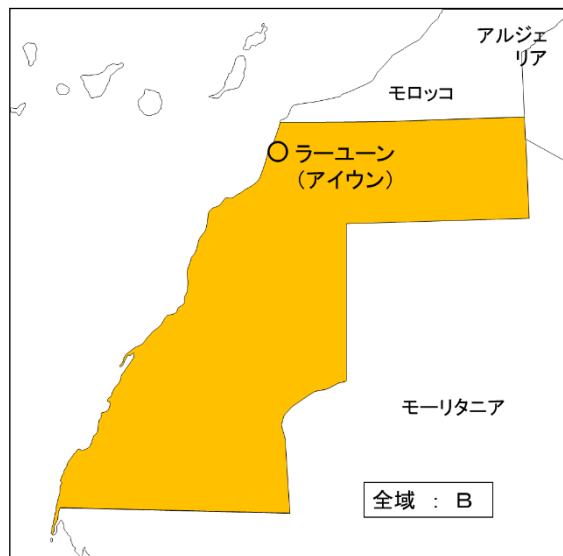 アルジェ
リア
モロッコ
ラーユーン
(アイウン)
モーリタニア
全域 : B